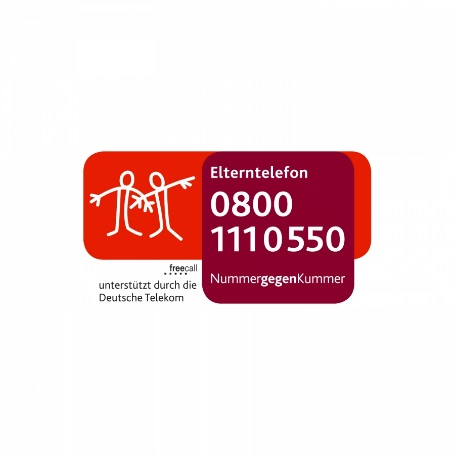 Elterntelefon
0800
1110550
NummergegenKummer
freecall
unterstützt durch die
Deutsche Telekom